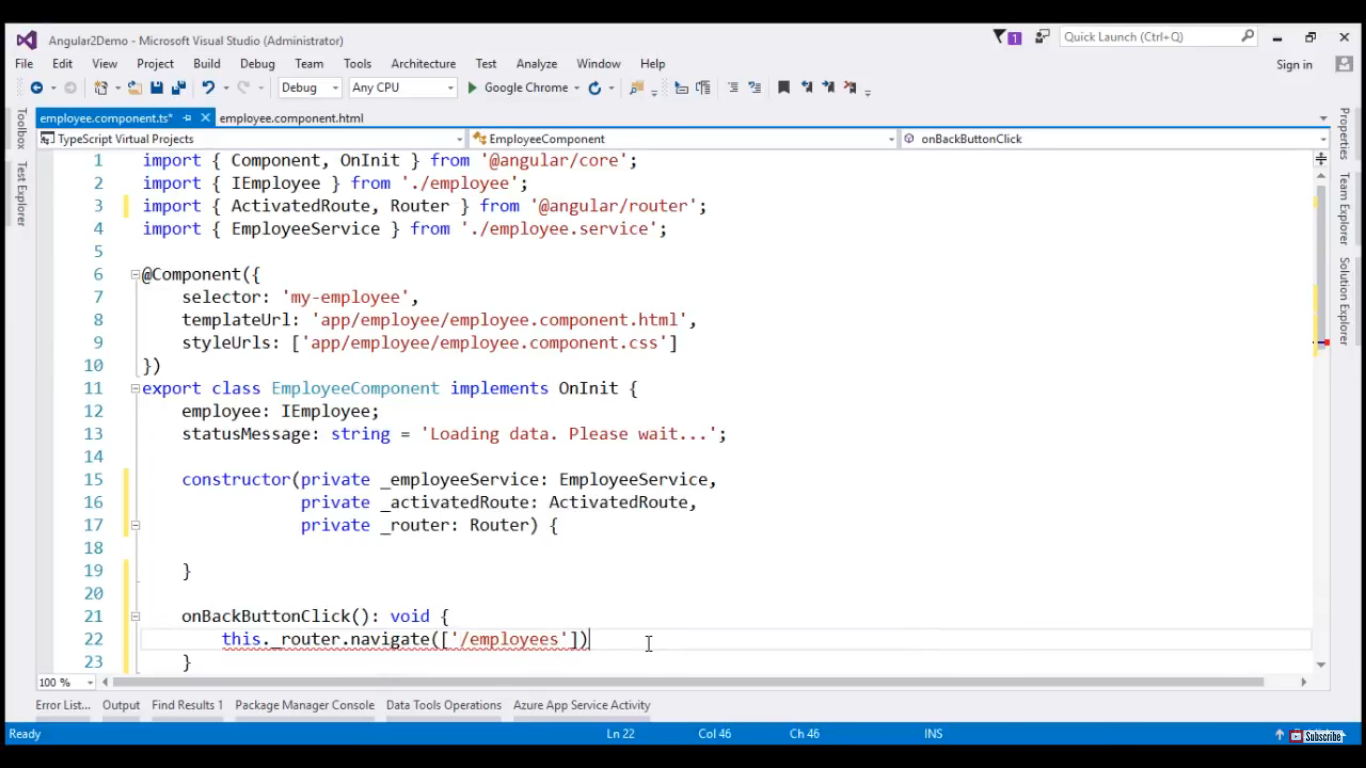 Angular2Demo - Microsoft Visual Studio (Administrator)
1
Quick Launch (Ctrl+Q)
File Edit View Project Build Debug Team Tools Architecture Test Analyze Window Help
Sign in
Debug Any CPU Google Chrome
employee.component.ts* employee.component.html
TypeScript Virtual Projects EmployeeComponent onBackButtonClick
Toolbox
Test Explorer
Properties
Team Explorer
Solution Explorer
1 import { Component, OnInit } from '@angular/core';
2 import { IEmployee } from './employee';
3 import { ActivatedRoute, Router } from '@angular/router';
4 import { EmployeeService } from './employee.service';
5
6 @Component({
7 selector: 'my-employee',
8 templateUrl: 'app/employee/employee.component.html',
9 styleUrls: ['app/employee/employee.component.css']
10 })
11 export class EmployeeComponent implements OnInit {
12 employee: IEmployee;
13 statusMessage: string = 'Loading data. Please wait...';
14
15 constructor(private _employeeService: EmployeeService,
16 private _activatedRoute: ActivatedRoute,
17 private _router: Router) {
18
19 }
20
21 onBackButtonClick(): void {
22 this._router.navigate(['/employees'])
23 }
100 %
Error List... Output Find Results 1 Package Manager Console Data Tools Operations Azure App Service Activity
Ready Ln 22 Col 46 Ch 46 INS
Subscribe